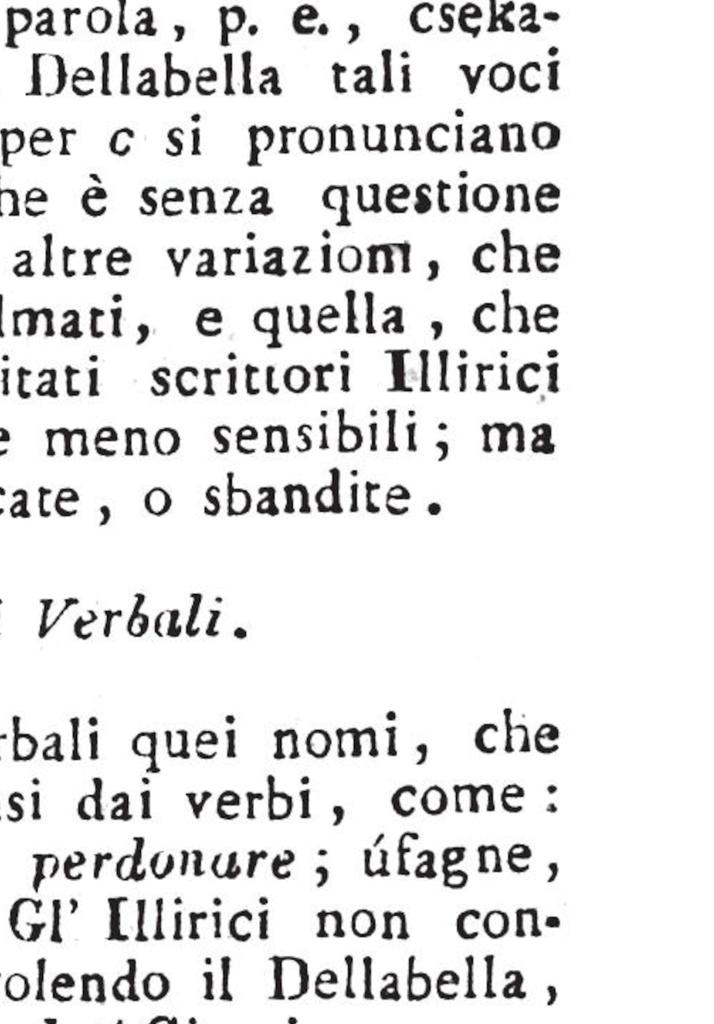 parola, p. e., cseka-
Dellabella tali voci
per c si pronunciano
he è senza questione
altre variazioni, che
lmati, e quella, che
itati scrittori Illirici
e meno sensibili; ma
cate, o sbandite.
i Verbali.
rbali quei nomi, che
si dai verbi, come:
perdonare; úfagne,
Gl' Illirici non con-
olendo il Dellabella,